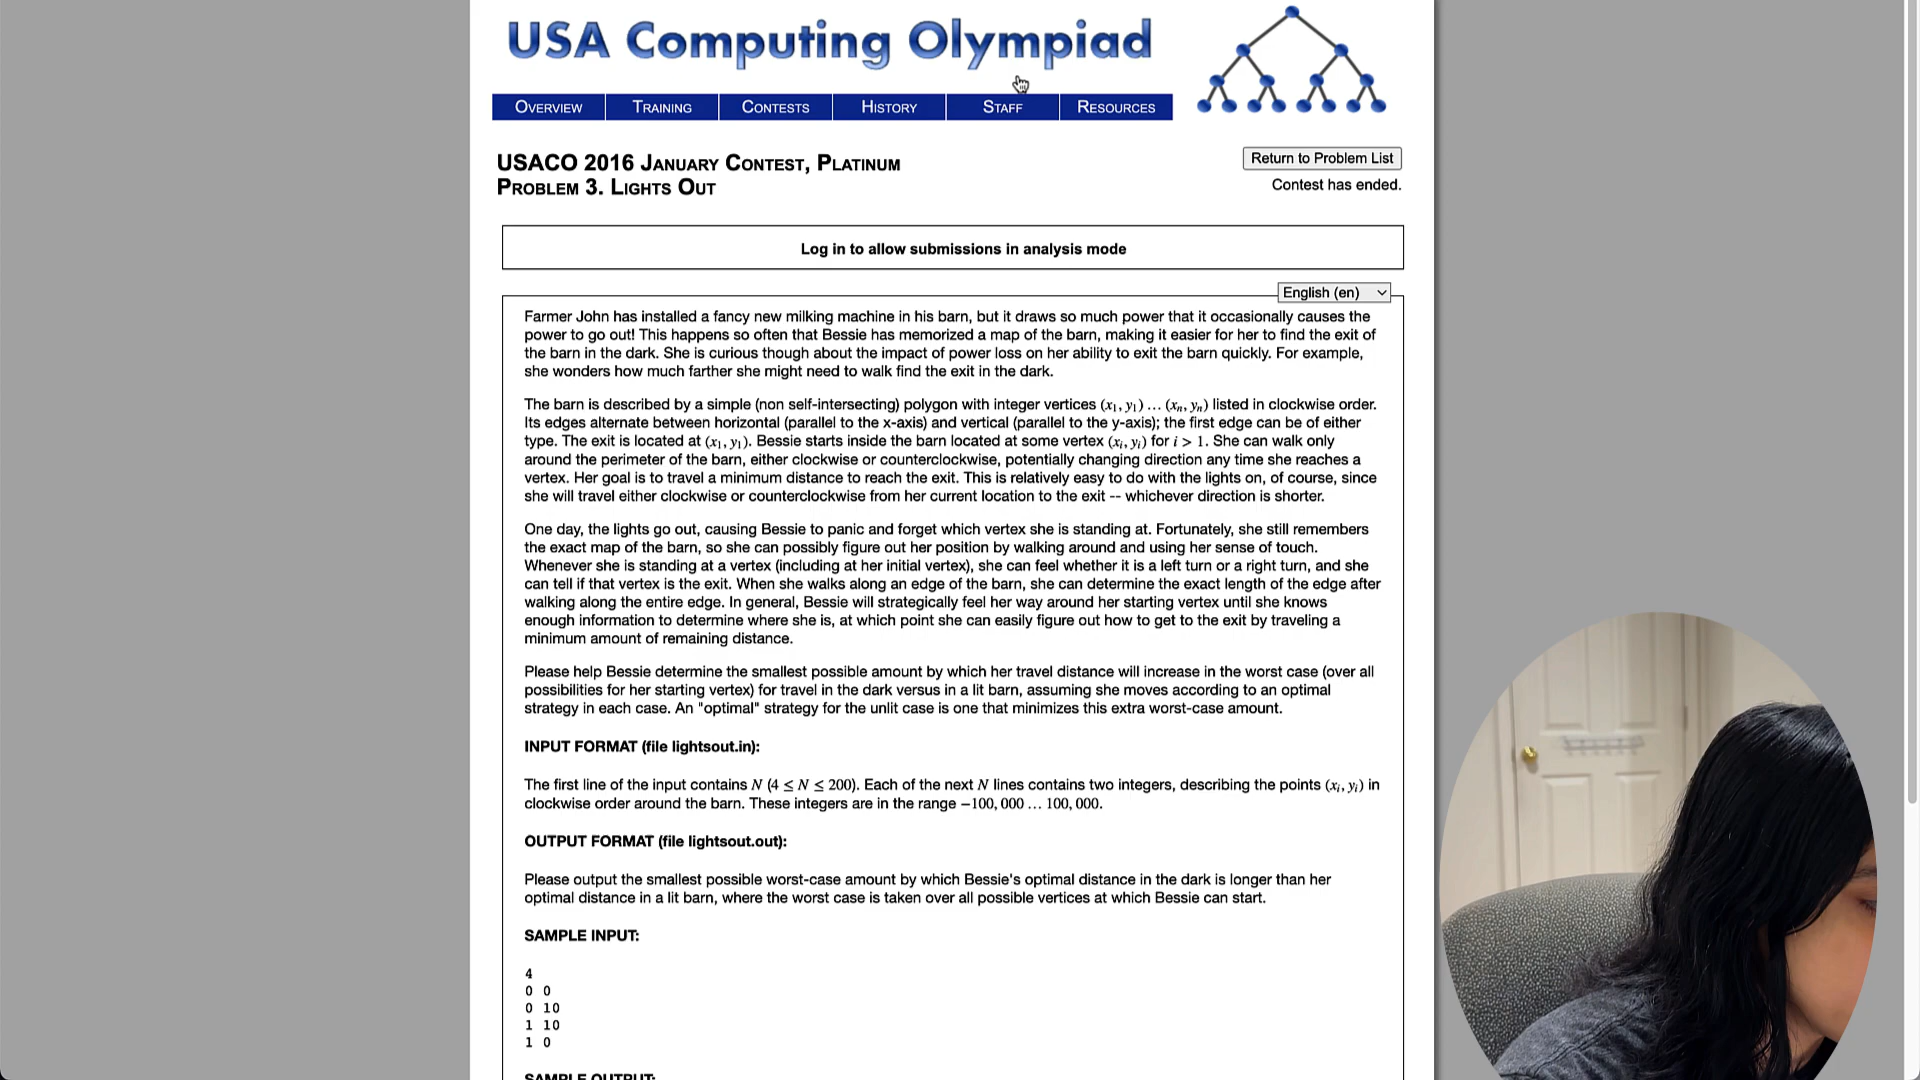 USA Computing Olympiad
OVERVIEW TRAINING CONTESTS HISTORY STAFF RESOURCES
USACO 2016 JANUARY CONTEST, PLATINUM
PROBLEM 3. LIGHTS OUT
Return to Problem List
Contest has ended.
Log in to allow submissions in analysis mode
English (en)
Farmer John has installed a fancy new milking machine in his barn, but it draws so much power that it occasionally causes the
power to go out! This happens so often that Bessie has memorized a map of the barn, making it easier for her to find the exit of
the barn in the dark. She is curious though about the impact of power loss on her ability to exit the barn quickly. For example,
she wonders how much farther she might need to walk find the exit in the dark.
The barn is described by a simple (non self-intersecting) polygon with integer vertices (x₁, y₁) … (xₙ, yₙ) listed in clockwise order.
Its edges alternate between horizontal (parallel to the x-axis) and vertical (parallel to the y-axis); the first edge can be of either
type. The exit is located at (x₁, y₁). Bessie starts inside the barn located at some vertex (xᵢ, yᵢ) for i > 1. She can walk only
around the perimeter of the barn, either clockwise or counterclockwise, potentially changing direction any time she reaches a
vertex. Her goal is to travel a minimum distance to reach the exit. This is relatively easy to do with the lights on, of course, since
she will travel either clockwise or counterclockwise from her current location to the exit -- whichever direction is shorter.
One day, the lights go out, causing Bessie to panic and forget which vertex she is standing at. Fortunately, she still remembers
the exact map of the barn, so she can possibly figure out her position by walking around and using her sense of touch.
Whenever she is standing at a vertex (including at her initial vertex), she can feel whether it is a left turn or a right turn, and she
can tell if that vertex is the exit. When she walks along an edge of the barn, she can determine the exact length of the edge after
walking along the entire edge. In general, Bessie will strategically feel her way around her starting vertex until she knows
enough information to determine where she is, at which point she can easily figure out how to get to the exit by traveling a
minimum amount of remaining distance.
Please help Bessie determine the smallest possible amount by which her travel distance will increase in the worst case (over all
possibilities for her starting vertex) for travel in the dark versus in a lit barn, assuming she moves according to an optimal
strategy in each case. An "optimal" strategy for the unlit case is one that minimizes this extra worst-case amount.
INPUT FORMAT (file lightsout.in):
The first line of the input contains N (4 ≤ N ≤ 200). Each of the next N lines contains two integers, describing the points (xᵢ, yᵢ) in
clockwise order around the barn. These integers are in the range −100, 000 … 100, 000.
OUTPUT FORMAT (file lightsout.out):
Please output the smallest possible worst-case amount by which Bessie's optimal distance in the dark is longer than her
optimal distance in a lit barn, where the worst case is taken over all possible vertices at which Bessie can start.
SAMPLE INPUT:
4
0 0
0 10
1 10
1 0
SAMPLE OUTPUT: